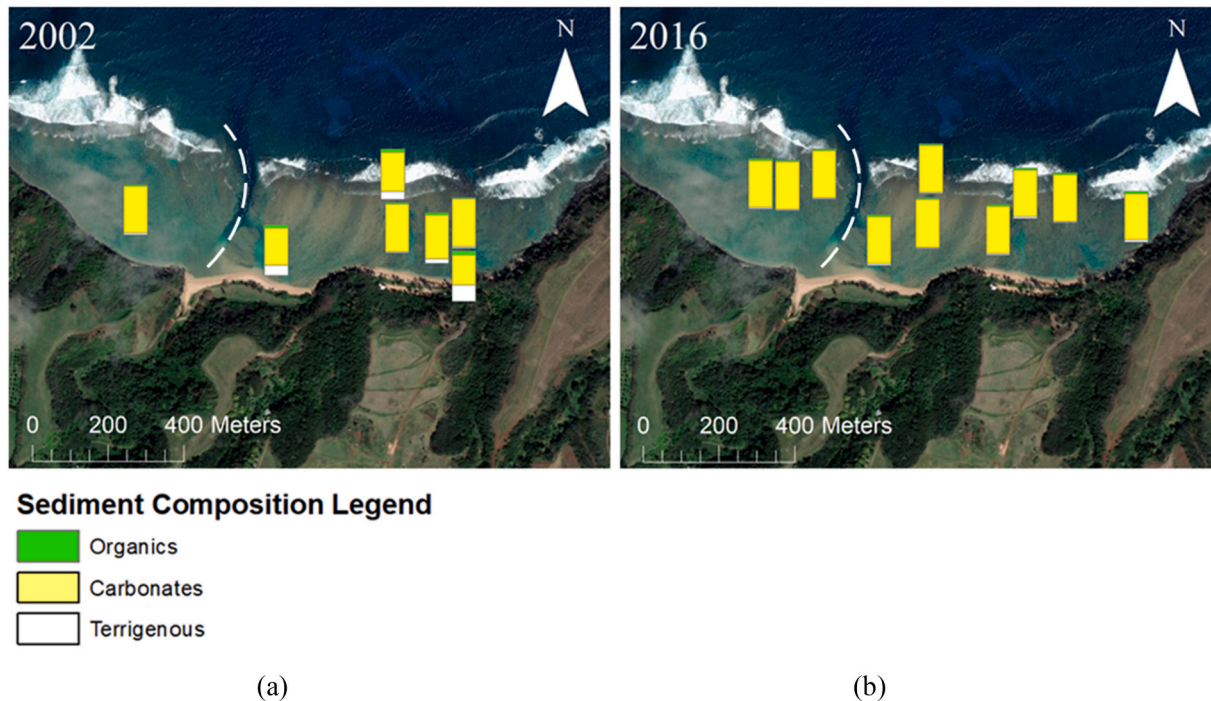 2002
N
0 200 400 Meters
2016
N
0 200 400 Meters
Sediment Composition Legend
Organics
Carbonates
Terrigenous
(a)
(b)